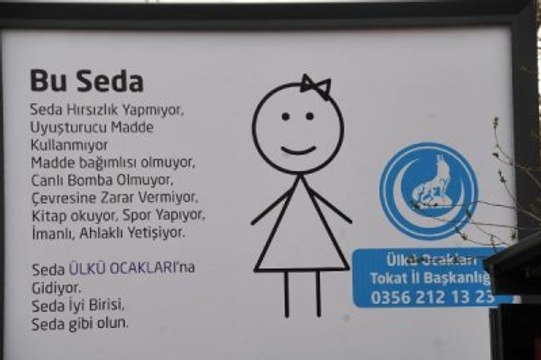 Bu Seda
Seda Hırsızlık Yapmıyor,
Uyuşturucu Madde
Kullanmıyor
Madde bağımlısı olmuyor,
Canlı Bomba Olmuyor,
Çevresine Zarar Vermiyor,
Kitap okuyor, Spor Yapıyor,
İmanlı, Ahlaklı Yetişiyor.
Seda ÜLKÜ OCAKLARI'na
Gidiyor.
Seda İyi Birisi,
Seda gibi olun.
Ülkü Ocakları
Tokat İl Başkanlığı
0356 212 13 23